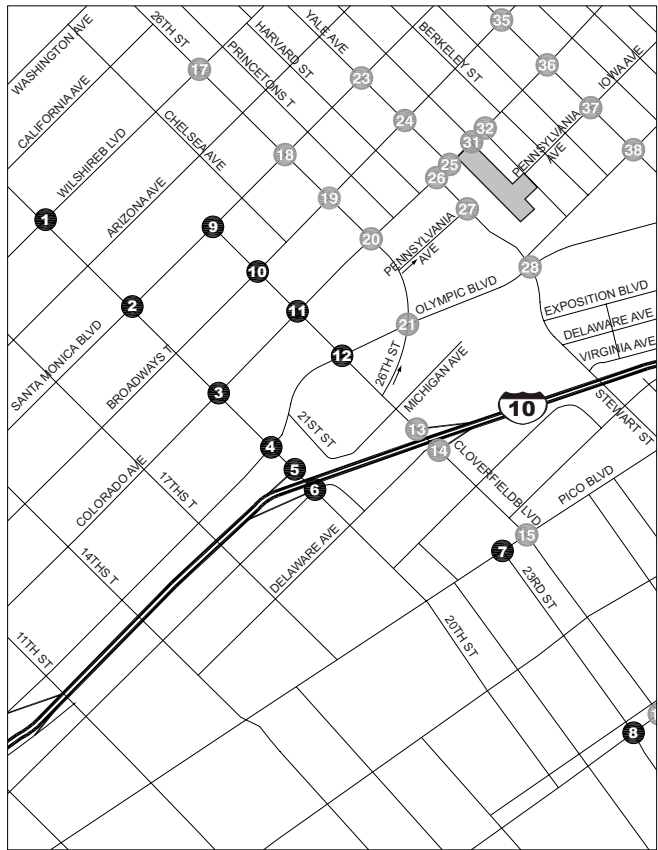 35
26TH ST
YALE AVE
HARVARD ST
BERKELEY ST
WASHINGTON AVE
PRINCETONS T
36
17
23
IOWA AVE
CALIFORNIA AVE
37
CHELSEA AVE
24
32
31
PENNSYLVANIA
AVE
38
WILSHIREB LVD
18
25
26
ARIZONA AVE
19
27
1
9
20
PENNSYLVANIA
AVE
10
28
2
11
OLYMPIC BLVD
EXPOSITION BLVD
21
DELAWARE AVE
SANTA MONICA BLVD
BROADWAYS T
12
VIRGINIA AVE
26TH ST
MICHIGAN AVE
3
10
STEWART ST
21ST ST
13
4
14
CLOVERFIELDB LVD
5
COLORADO AVE
17THS T
6
PICO BLVD
15
7
DELAWARE AVE
23RD ST
14THS T
20TH ST
11TH ST
8